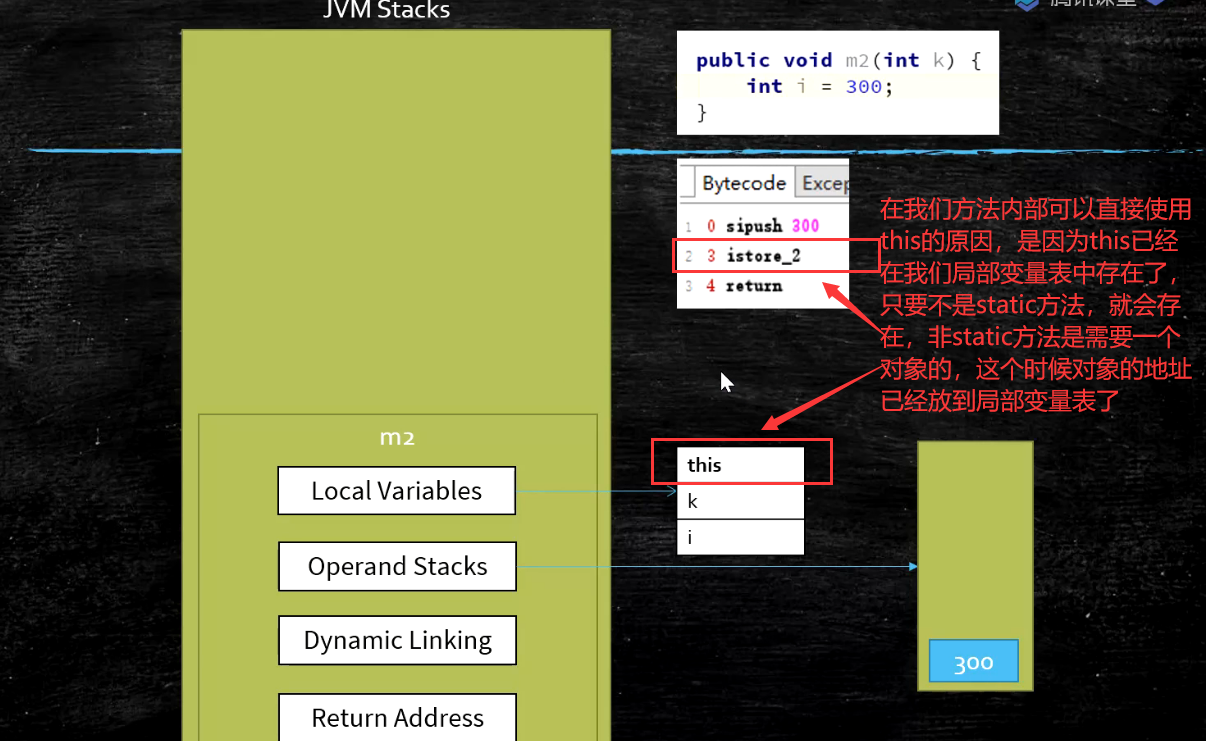 JVM Stacks
腾讯课堂
public void m2(int k) {
int i = 300;
}
Bytecode
Excep
1 0 sipush 300
2 3 istore_2
3 4 return
在我们方法内部可以直接使用
this的原因，是因为this已经
在我们局部变量表中存在了，
只要不是static方法，就会存
在，非static方法是需要一个
对象的，这个时候对象的地址
已经放到局部变量表了
m2
Local Variables
Operand Stacks
Dynamic Linking
Return Address
this
k
i
300